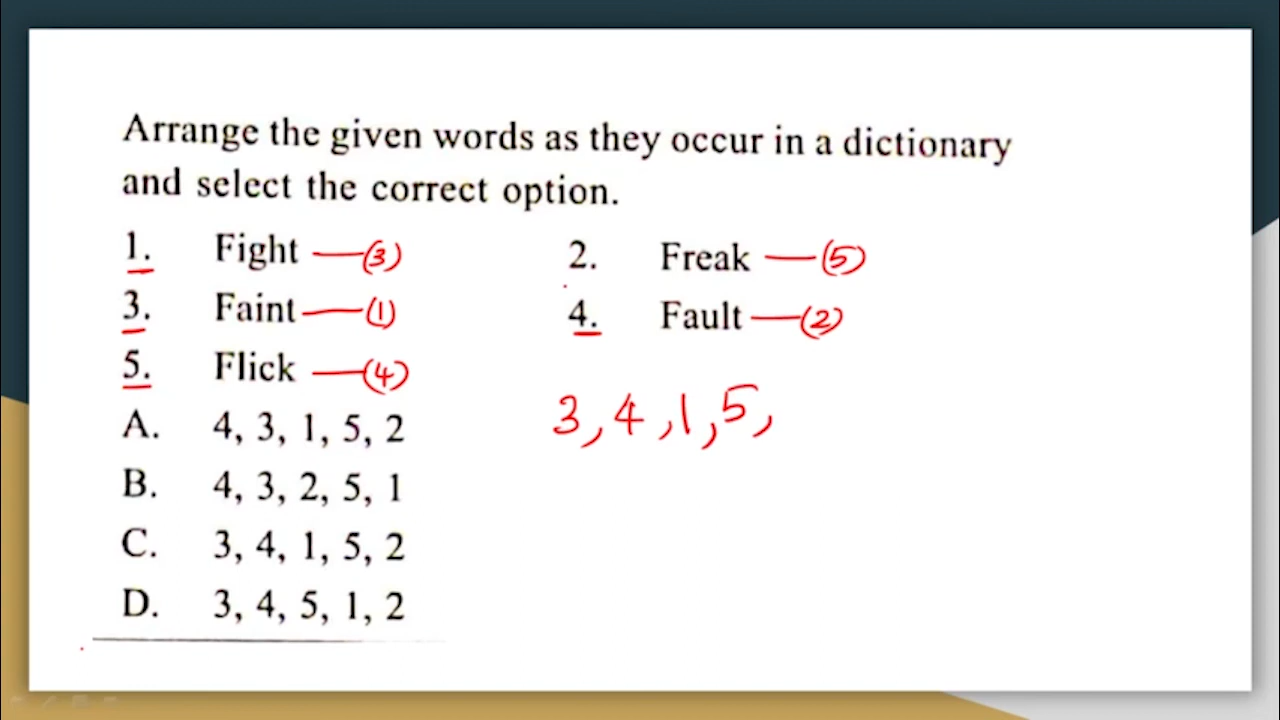 Arrange the given words as they occur in a dictionary
and select the correct option.
1. Fight —(3) 2. Freak —(5)
3. Faint —(1) 4. Fault —(2)
5. Flick —(4)
3, 4, 1, 5,
A. 4, 3, 1, 5, 2
B. 4, 3, 2, 5, 1
C. 3, 4, 1, 5, 2
D. 3, 4, 5, 1, 2